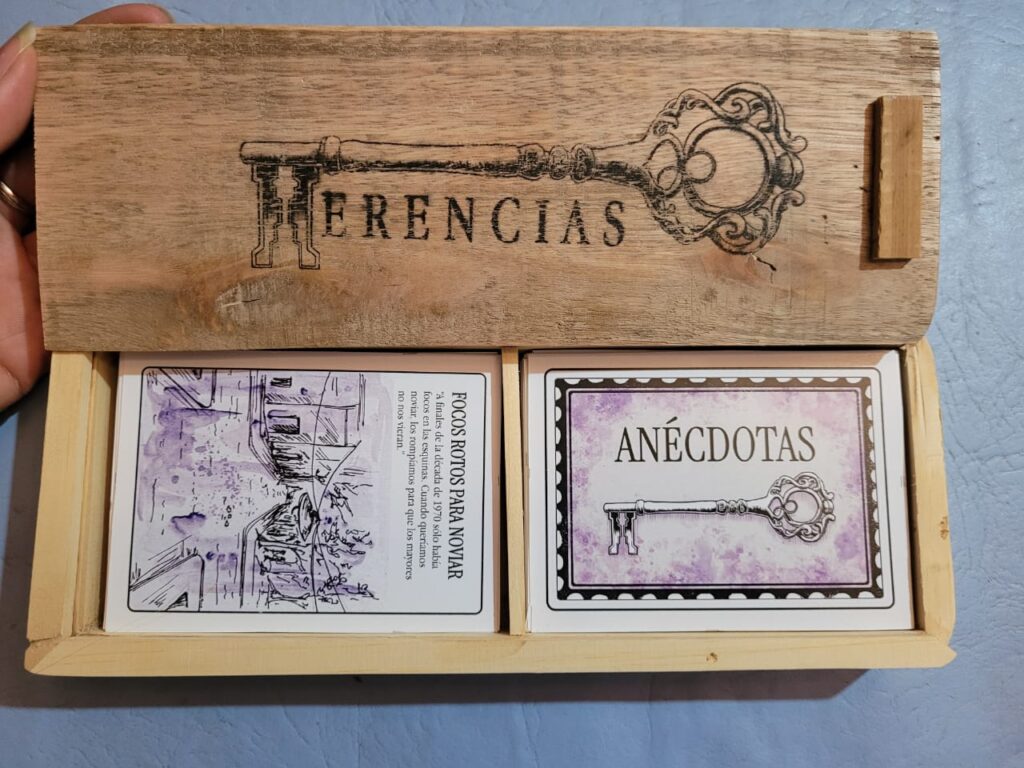 HERENCIAS
FOCOS ROTOS PARA NOVIAR
"A finales de la década de 1970 solo había
focos en las esquinas. Cuando queríamos
noviar, los rompíamos para que los mayores
no nos vieran."
ANÉCDOTAS